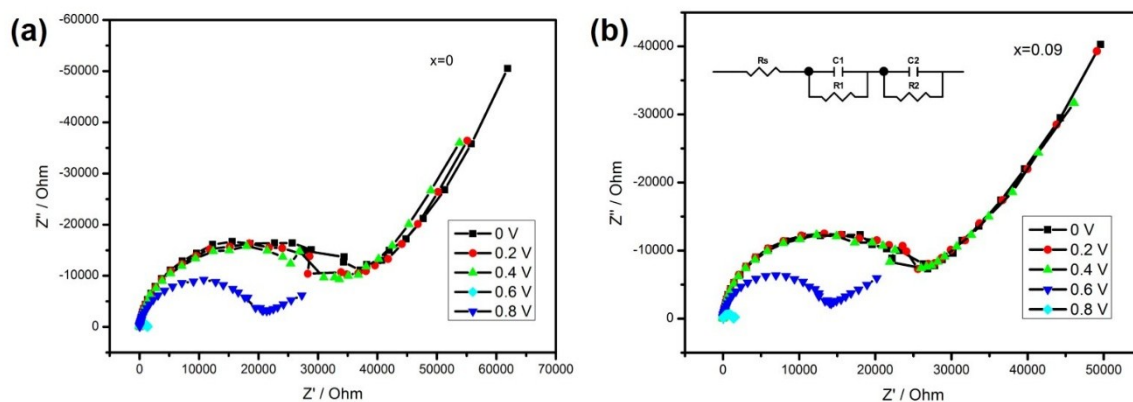 (a)
x=0
Z'' / Ohm
-60000
-50000
-40000
-30000
-20000
-10000
0
0 V
0.2 V
0.4 V
0.6 V
0.8 V
0 10000 20000 30000 40000 50000 60000 70000
Z' / Ohm
(b)
x=0.09
Rs C1 C2
R1 R2
Z'' / Ohm
-40000
-30000
-20000
-10000
0
0 V
0.2 V
0.4 V
0.6 V
0.8 V
0 10000 20000 30000 40000 50000
Z' / Ohm